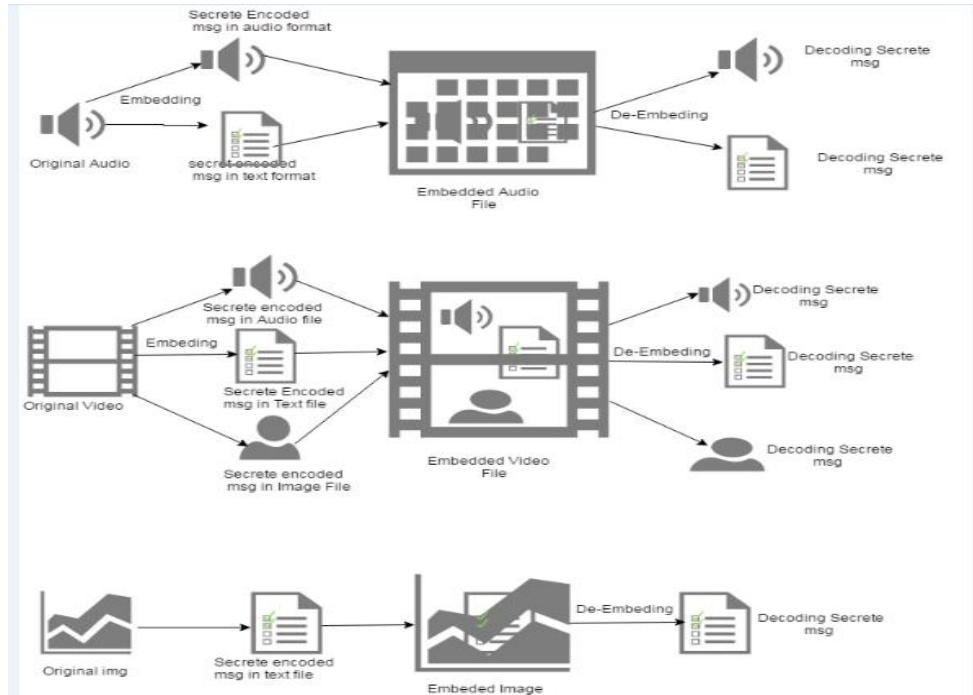 Secrete Encoded
msg in audio format
Embedding
Original Audio
secret encoded
msg in text format
Embedded Audio
File
De-Embeding
Decoding Secrete
msg
Decoding Secrete
msg
Secrete encoded
msg in Audio file
Embeding
Original Video
Secrete Encoded
msg in Text file
Secrete encoded
msg in Image File
Embedded Video
File
De-Embeding
Decoding Secrete
msg
Decoding Secrete
msg
Decoding Secrete
msg
Original img
Secrete encoded
msg in text file
Embeded Image
De-Embeding
Decoding Secrete
msg